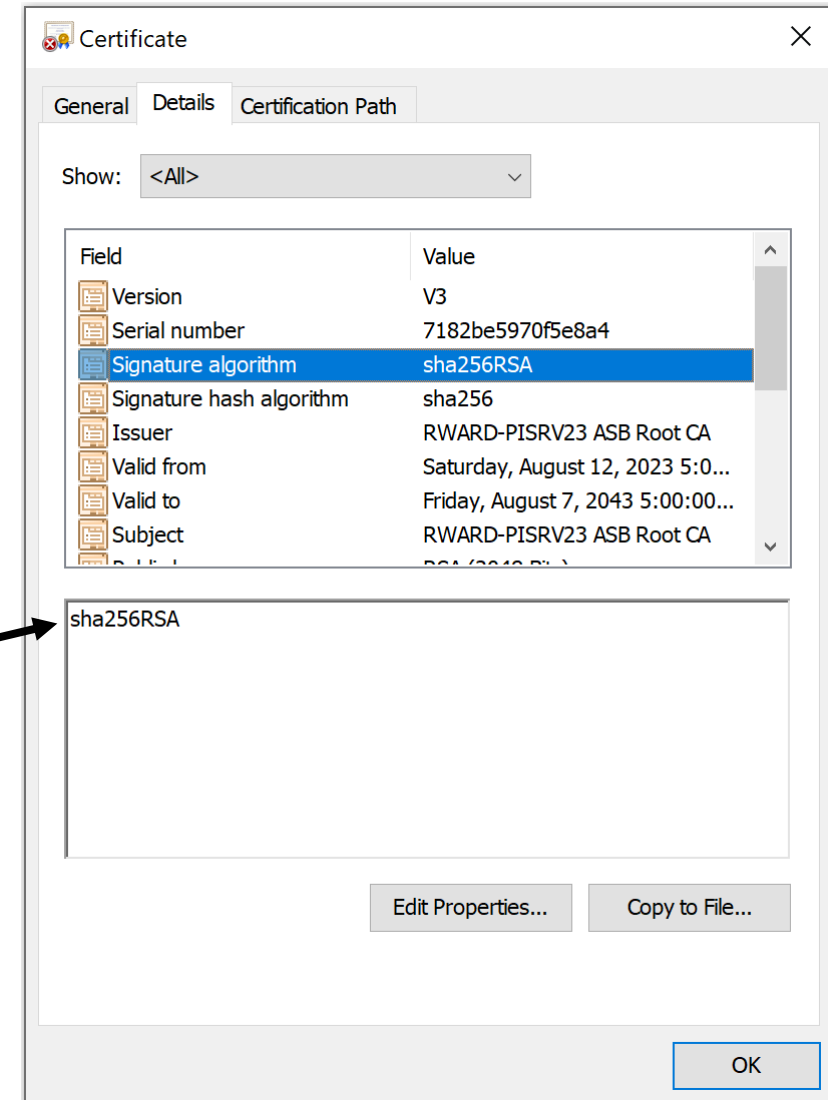 Certificate
General Details Certification Path
Show: <All>
Field Value
Version V3
Serial number 7182be5970f5e8a4
Signature algorithm sha256RSA
Signature hash algorithm sha256
Issuer RWARD-PISRV23 ASB Root CA
Valid from Saturday, August 12, 2023 5:0...
Valid to Friday, August 7, 2043 5:00:00...
Subject RWARD-PISRV23 ASB Root CA
sha256RSA
Edit Properties... Copy to File...
OK